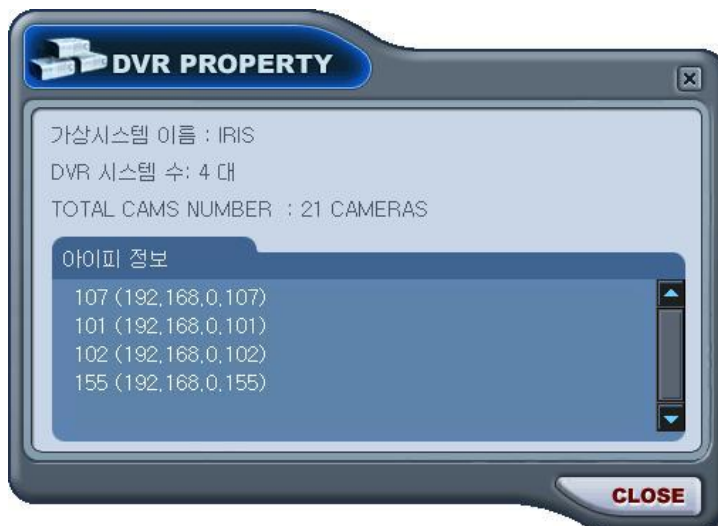 DVR PROPERTY
가상시스템 이름 : IRIS
DVR 시스템 수: 4 대
TOTAL CAMS NUMBER : 21 CAMERAS
아이피 정보
107 (192,168,0,107)
101 (192,168,0,101)
102 (192,168,0,102)
155 (192,168,0,155)
CLOSE